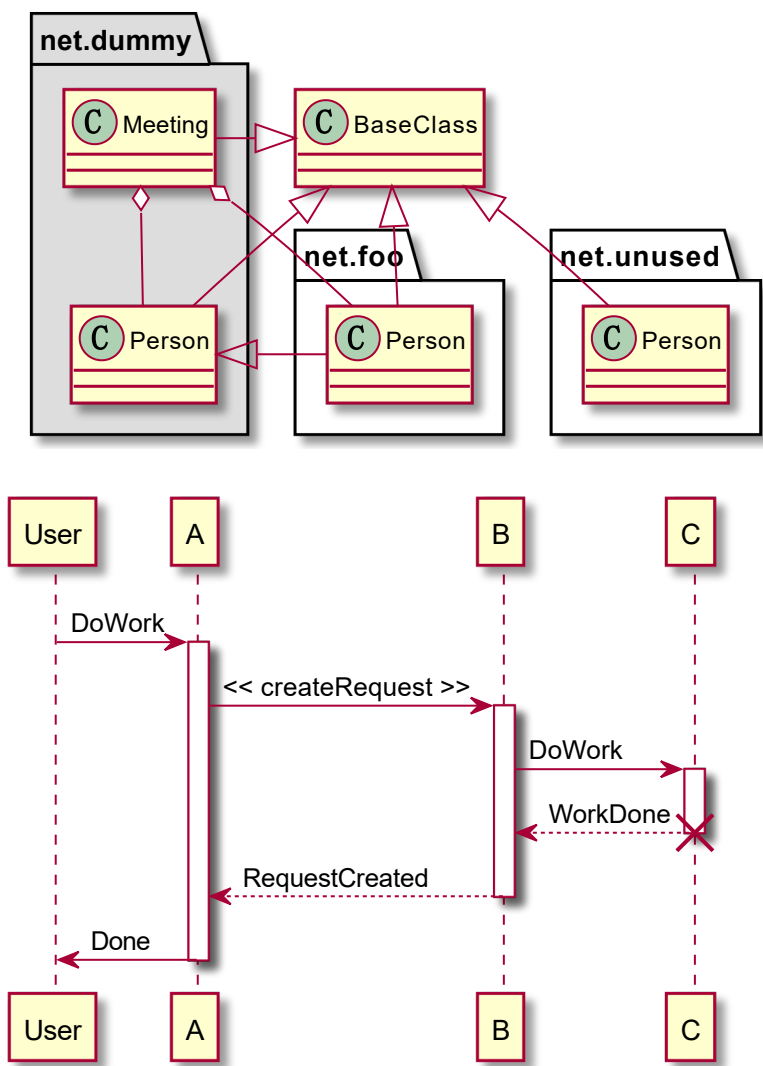 net.dummy
C Meeting
C BaseClass
net.foo
net.unused
C Person
C Person
C Person
User
A
B
C
DoWork
<< createRequest >>
DoWork
WorkDone
RequestCreated
Done
User
A
B
C